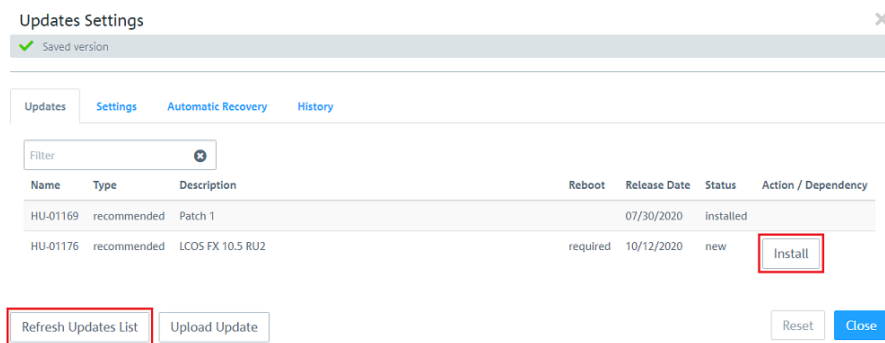 Updates Settings
Saved version
Updates Settings Automatic Recovery History
Filter
Name Type Description Reboot Release Date Status Action / Dependency
HU-01169 recommended Patch 1 07/30/2020 installed
HU-01176 recommended LCOS FX 10.5 RU2 required 10/12/2020 new Install
Refresh Updates List Upload Update Reset Close